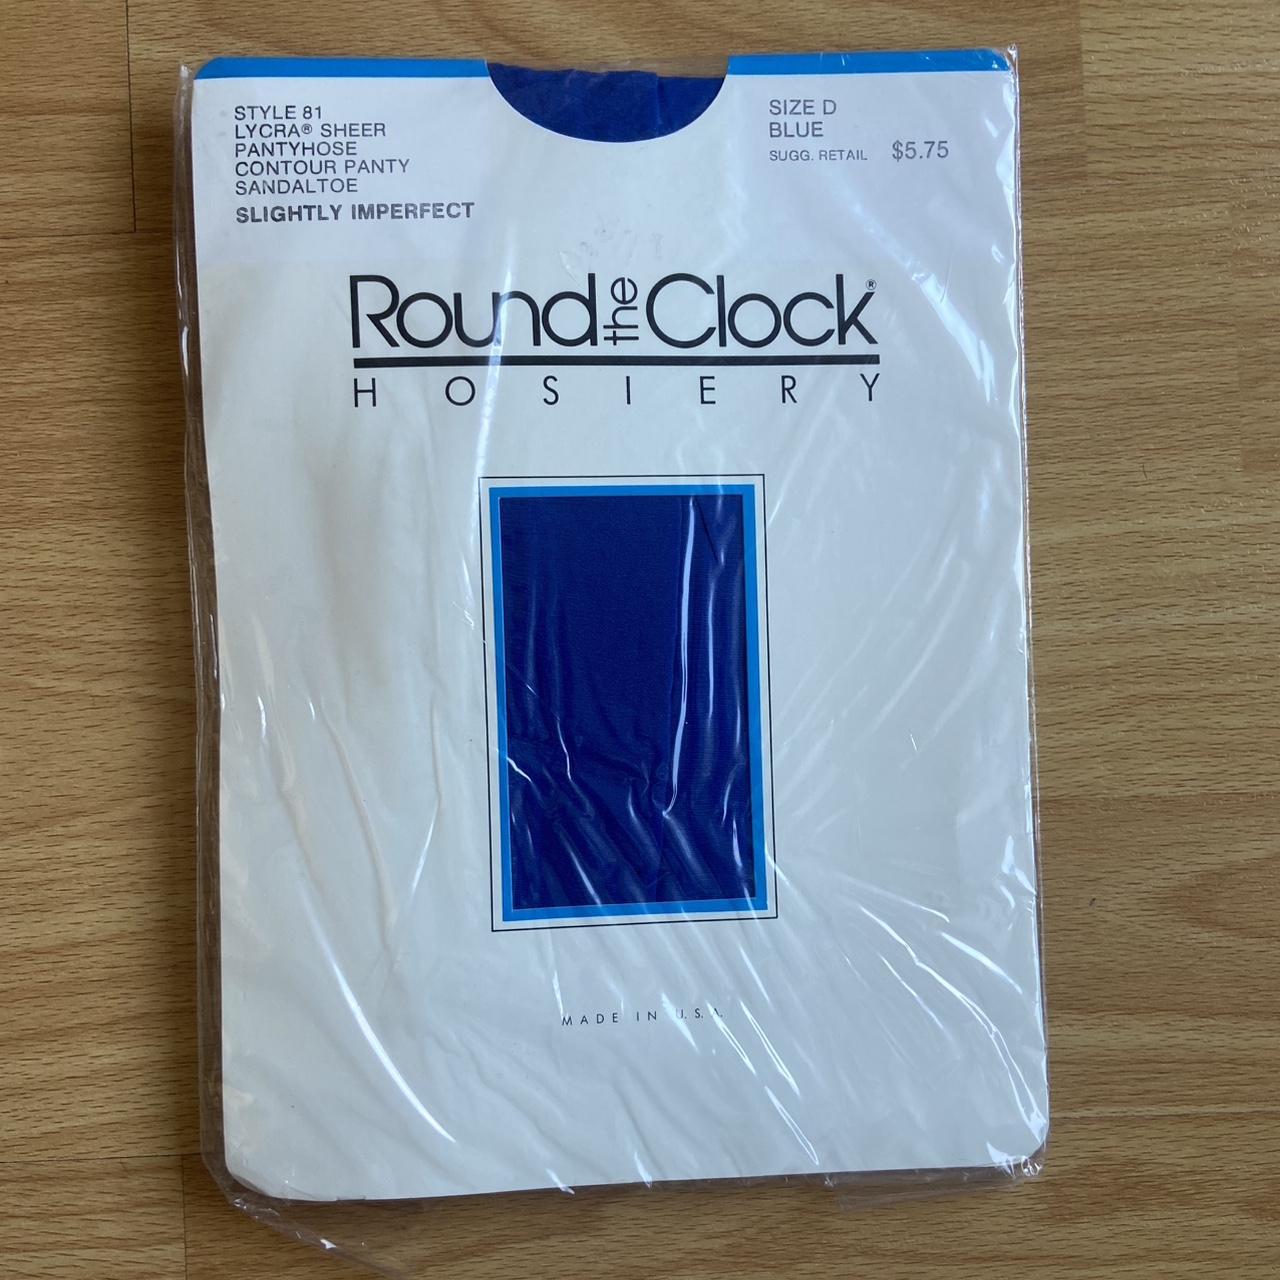 STYLE 81
LYCRA® SHEER
PANTYHOSE
CONTOUR PANTY
SANDALTOE
SLIGHTLY IMPERFECT
SIZE D
BLUE
SUGG. RETAIL $5.75
Round the Clock®
HOSIERY
MADE IN U.S.A.